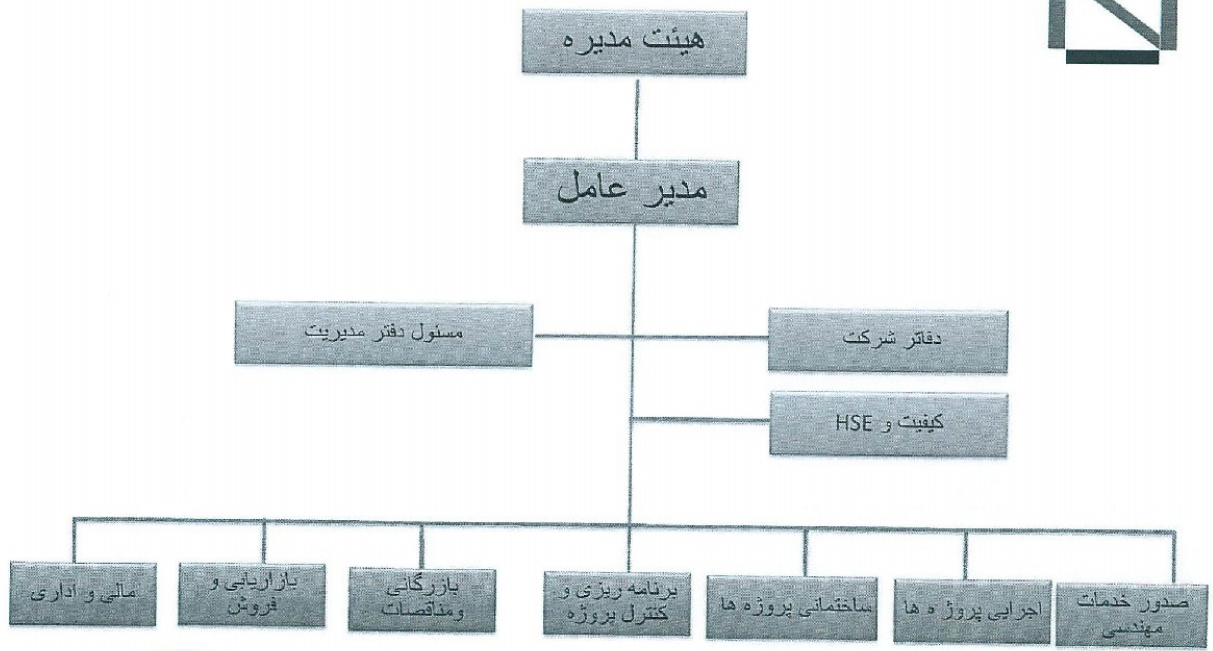 هیئت مدیره
مدیر عامل
دفاتر شرکت
مسئول دفتر مدیریت
کیفیت و HSE
صدور خدمات
مهندسی
اجرایی پروژ ه ها
ساختمانی پروژه ها
برنامه ریزی و
کنترل پروژه
بازرگانی
ومناقصات
بازاریابی و
فروش
مالی و اداری